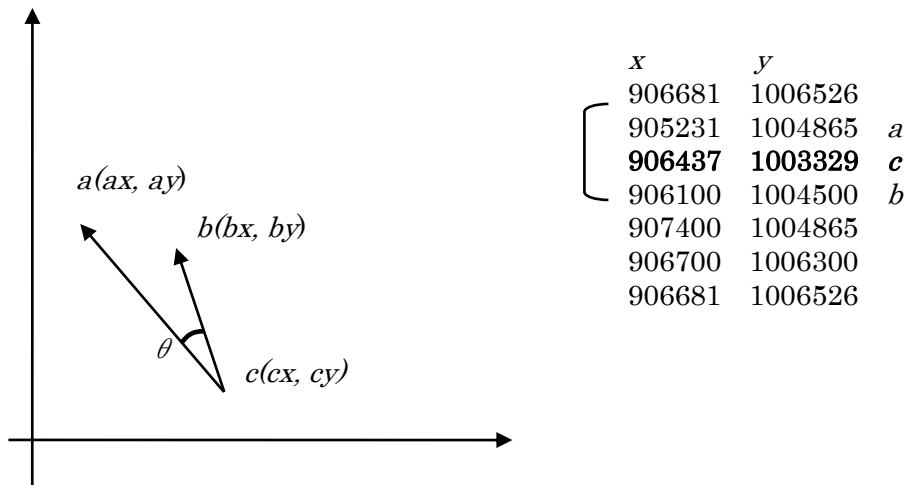 a(ax, ay)
b(bx, by)
θ
c(cx, cy)
x y
906681 1006526
905231 1004865 a
906437 1003329 c
906100 1004500 b
907400 1004865
906700 1006300
906681 1006526